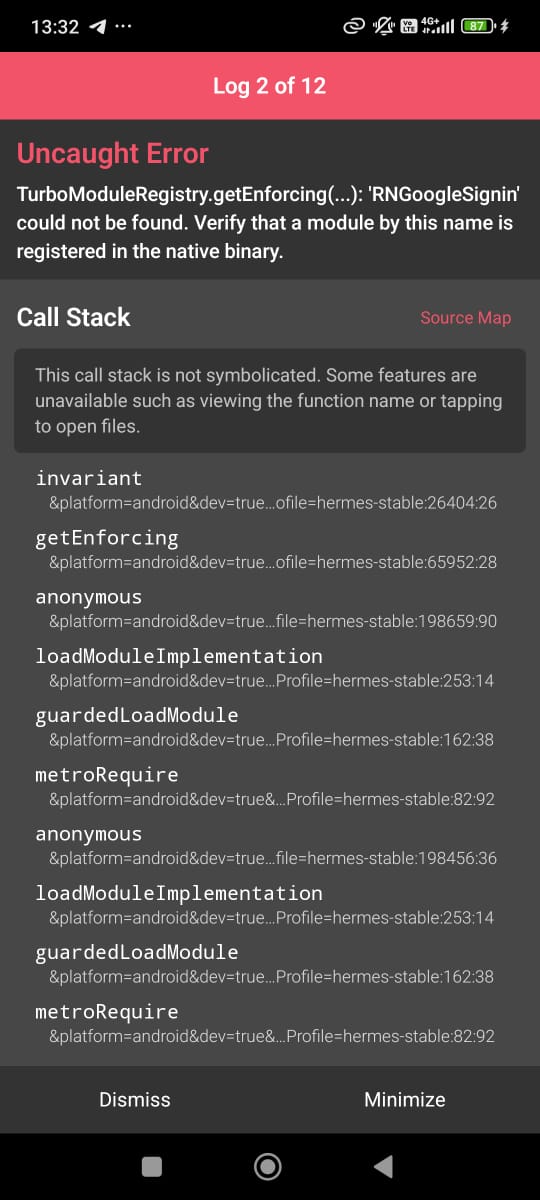 13:32 ...
Vo LTE 4G+ 87
Log 2 of 12
Uncaught Error
TurboModuleRegistry.getEnforcing(...): 'RNGoogleSignin'
could not be found. Verify that a module by this name is
registered in the native binary.
Call Stack
Source Map
This call stack is not symbolicated. Some features are
unavailable such as viewing the function name or tapping
to open files.
invariant
&platform=android&dev=true...ofile=hermes-stable:26404:26
getEnforcing
&platform=android&dev=true...ofile=hermes-stable:65952:28
anonymous
&platform=android&dev=true...file=hermes-stable:198659:90
loadModuleImplementation
&platform=android&dev=true...Profile=hermes-stable:253:14
guardedLoadModule
&platform=android&dev=true...Profile=hermes-stable:162:38
metroRequire
&platform=android&dev=true&...Profile=hermes-stable:82:92
anonymous
&platform=android&dev=true...file=hermes-stable:198456:36
loadModuleImplementation
&platform=android&dev=true...Profile=hermes-stable:253:14
guardedLoadModule
&platform=android&dev=true...Profile=hermes-stable:162:38
metroRequire
&platform=android&dev=true&...Profile=hermes-stable:82:92
Dismiss
Minimize